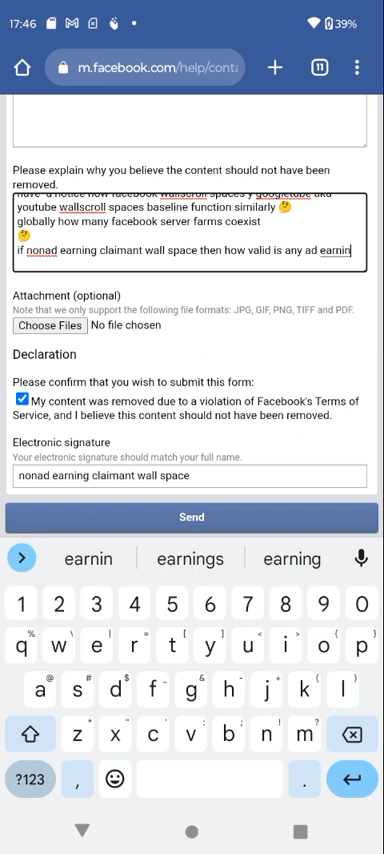 17:46
39%
m.facebook.com/help/conta
11
Please explain why you believe the content should not have been
removed.
youtube wallscroll spaces baseline function similarly 🤔
globally how many facebook server farms coexist
🤔
if nonad earning claimant wall space then how valid is any ad earnin
Attachment (optional)
Note that we only support the following file formats: JPG, GIF, PNG, TIFF and PDF.
Choose Files No file chosen
Declaration
Please confirm that you wish to submit this form:
My content was removed due to a violation of Facebook's Terms of
Service, and I believe this content should not have been removed.
Electronic signature
Your electronic signature should match your full name.
nonad earning claimant wall space
Send
earnin earnings earning
1 2 3 4 5 6 7 8 9 0
q w e r t y u i o p
a s d f g h j k l
z x c v b n m
?123 , .